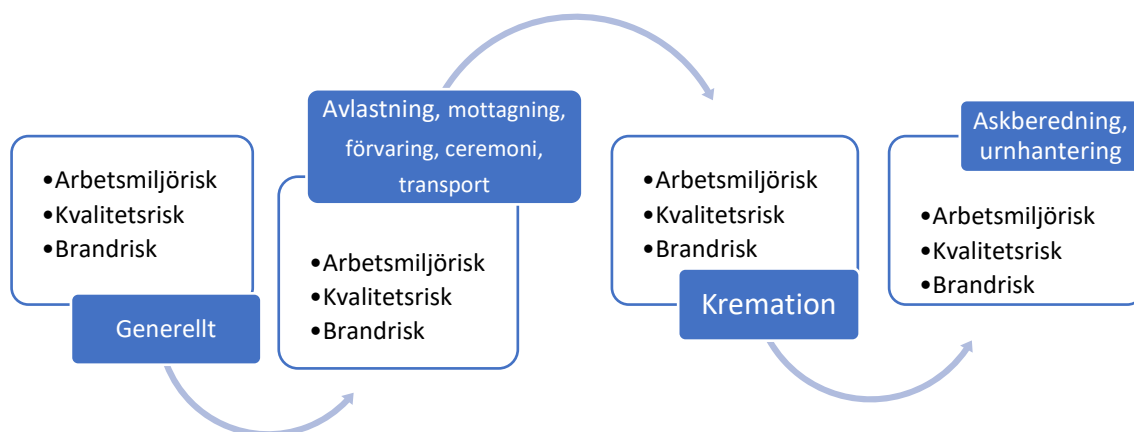 •Arbetsmiljörisk
•Kvalitetsrisk
•Brandrisk
Generellt
Avlastning, mottagning,
förvaring, ceremoni,
transport
•Arbetsmiljörisk
•Kvalitetsrisk
•Brandrisk
•Arbetsmiljörisk
•Kvalitetsrisk
•Brandrisk
Kremation
Askberedning,
urnhantering
•Arbetsmiljörisk
•Kvalitetsrisk
•Brandrisk